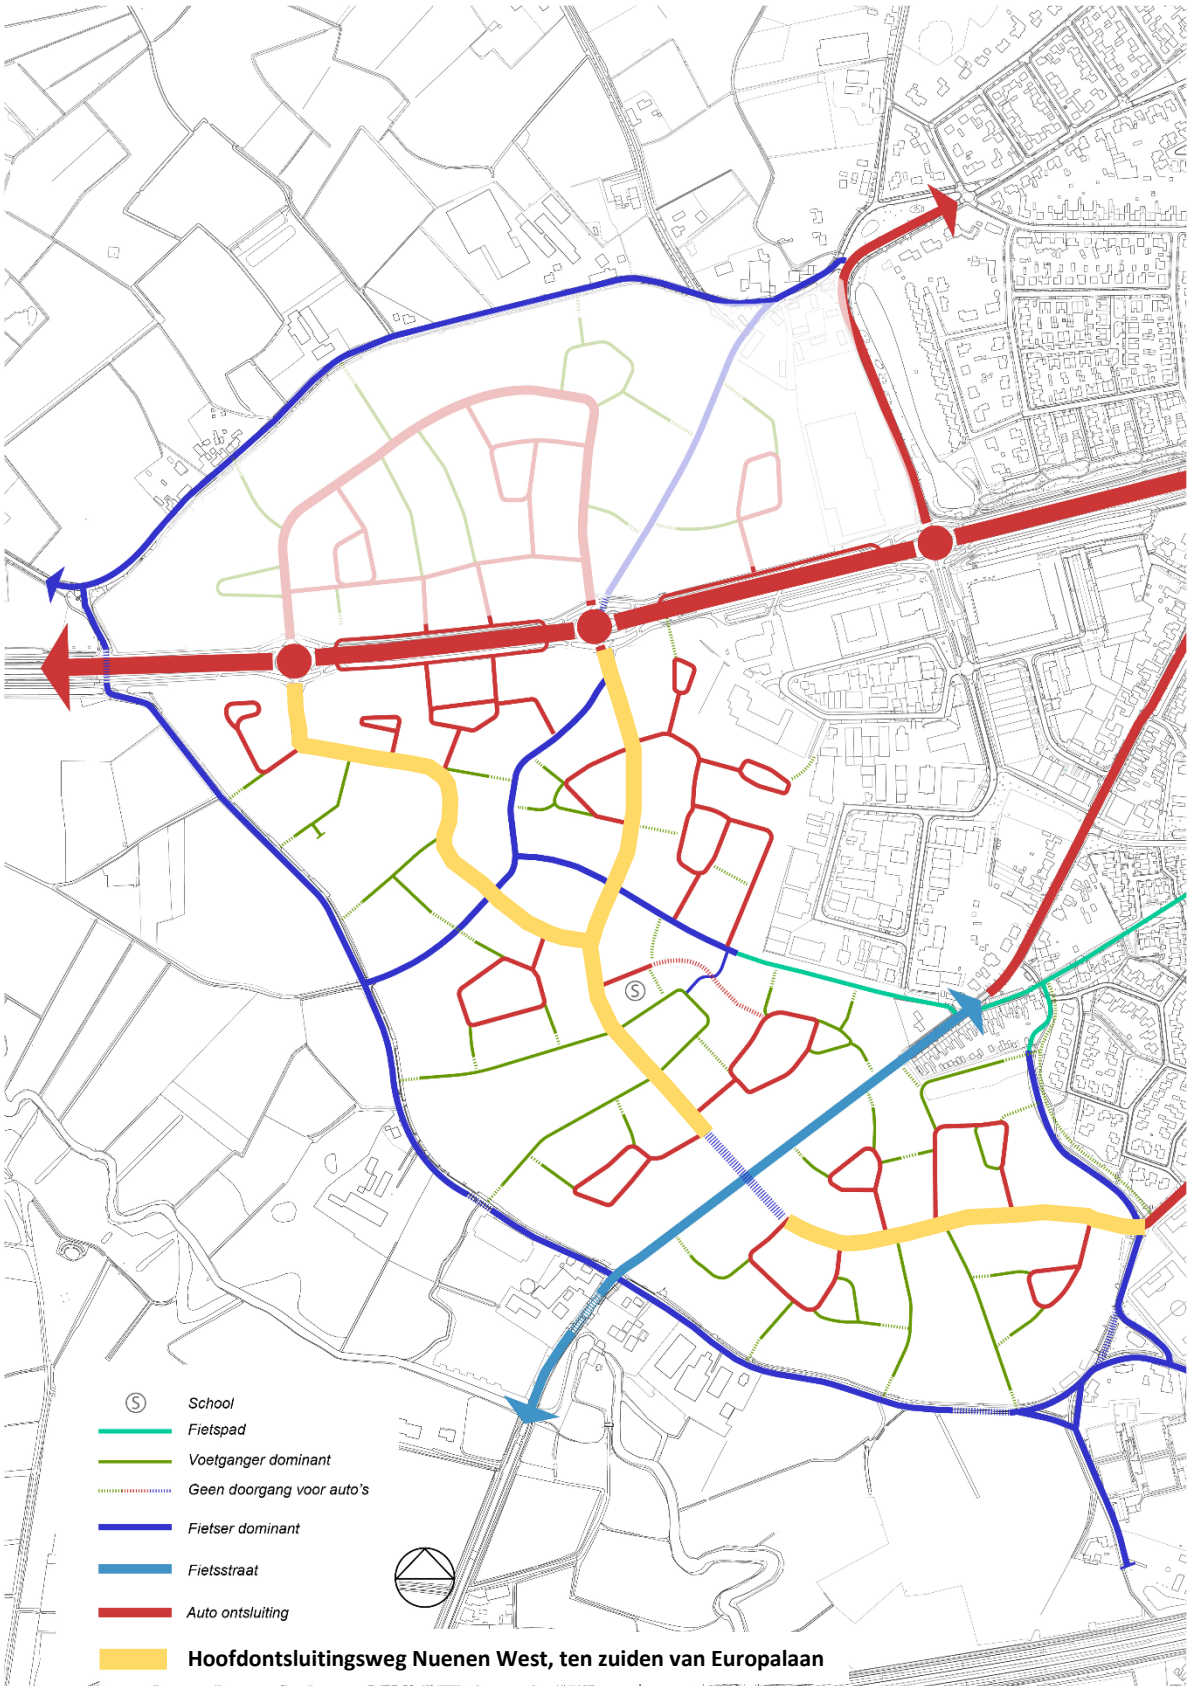 Ⓢ
Ⓢ School
Fietspad
Voetganger dominant
Geen doorgang voor auto's
Fietser dominant
Fietsstraat
Auto ontsluiting
Hoofdontsluitingsweg Nuenen West, ten zuiden van Europalaan